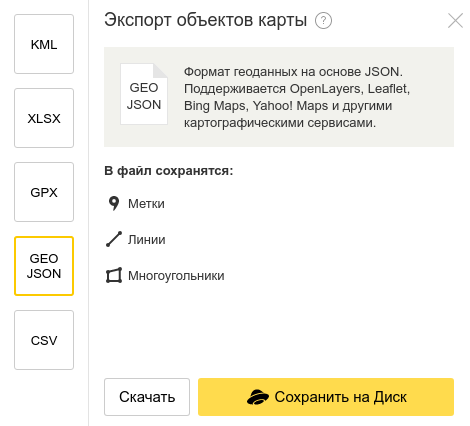 KML
XLSX
GPX
GEO
JSON
CSV
Экспорт объектов карты ?
GEO
JSON
Формат геоданных на основе JSON.
Поддерживается OpenLayers, Leaflet,
Bing Maps, Yahoo! Maps и другими
картографическими сервисами.
В файл сохранятся:
Метки
Линии
Многоугольники
Скачать
Сохранить на Диск